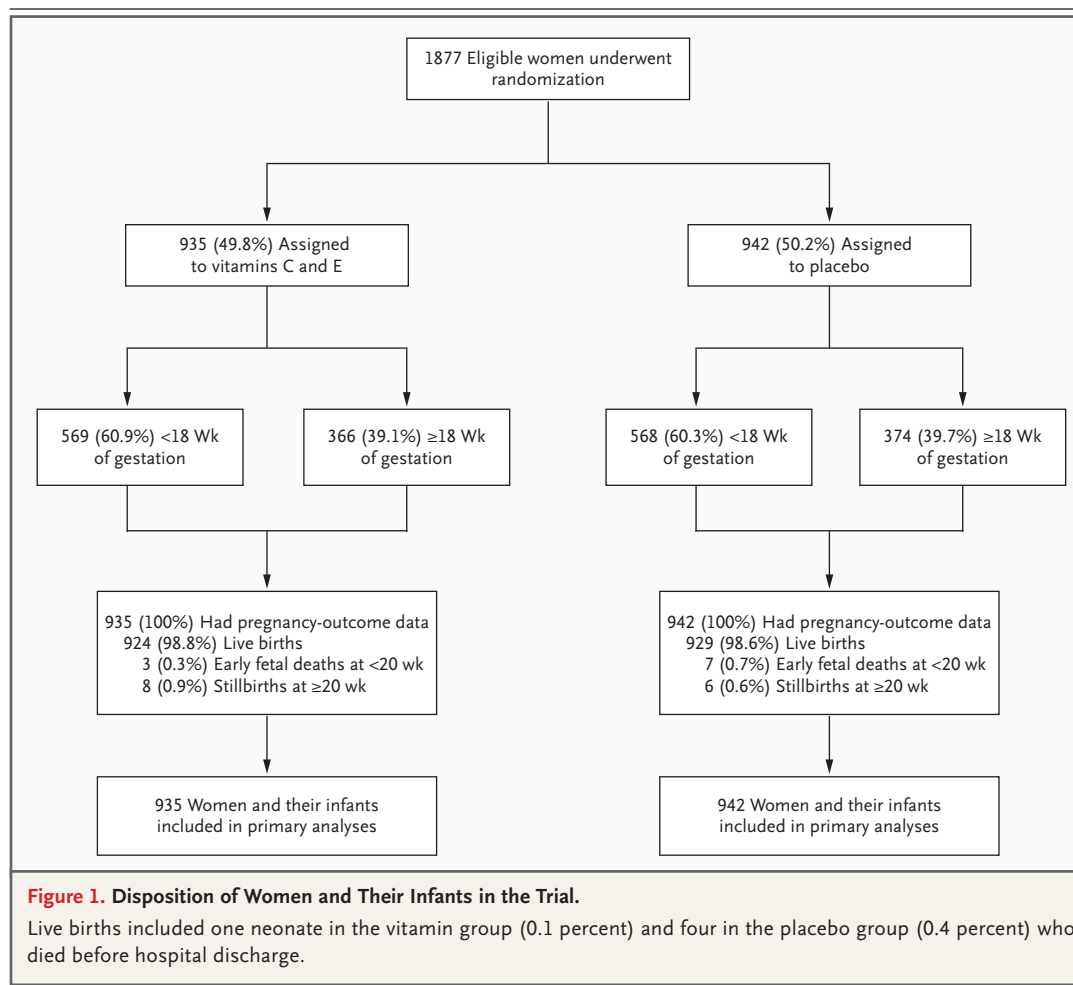 1877 Eligible women underwent
randomization
935 (49.8%) Assigned
to vitamins C and E
942 (50.2%) Assigned
to placebo
569 (60.9%) <18 Wk
of gestation
366 (39.1%) ≥18 Wk
of gestation
568 (60.3%) <18 Wk
of gestation
374 (39.7%) ≥18 Wk
of gestation
935 (100%) Had pregnancy-outcome data
924 (98.8%) Live births
3 (0.3%) Early fetal deaths at <20 wk
8 (0.9%) Stillbirths at ≥20 wk
942 (100%) Had pregnancy-outcome data
929 (98.6%) Live births
7 (0.7%) Early fetal deaths at <20 wk
6 (0.6%) Stillbirths at ≥20 wk
935 Women and their infants
included in primary analyses
942 Women and their infants
included in primary analyses
Figure 1. Disposition of Women and Their Infants in the Trial.
Live births included one neonate in the vitamin group (0.1 percent) and four in the placebo group (0.4 percent) who
died before hospital discharge.